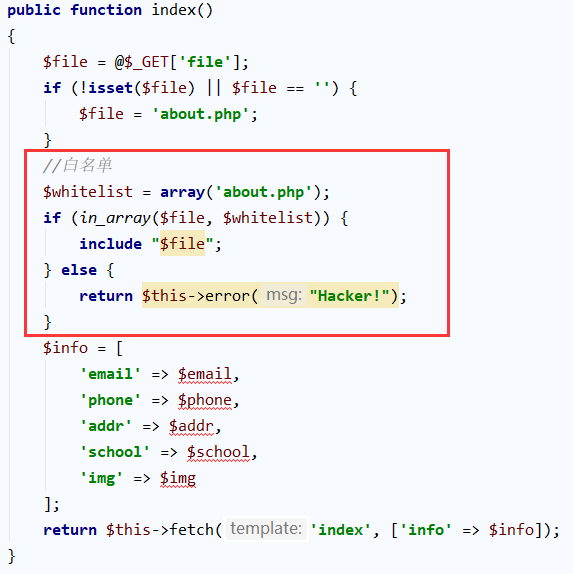 public function index()
{
    $file = @$_GET['file'];
    if (!isset($file) || $file == '') {
        $file = 'about.php';
    }
    //白名单
    $whitelist = array('about.php');
    if (in_array($file, $whitelist)) {
        include "$file";
    } else {
        return $this->error( msg: "Hacker!");
    }
    $info = [
        'email' => $email,
        'phone' => $phone,
        'addr' => $addr,
        'school' => $school,
        'img' => $img
    ];
    return $this->fetch( template: 'index', ['info' => $info]);
}